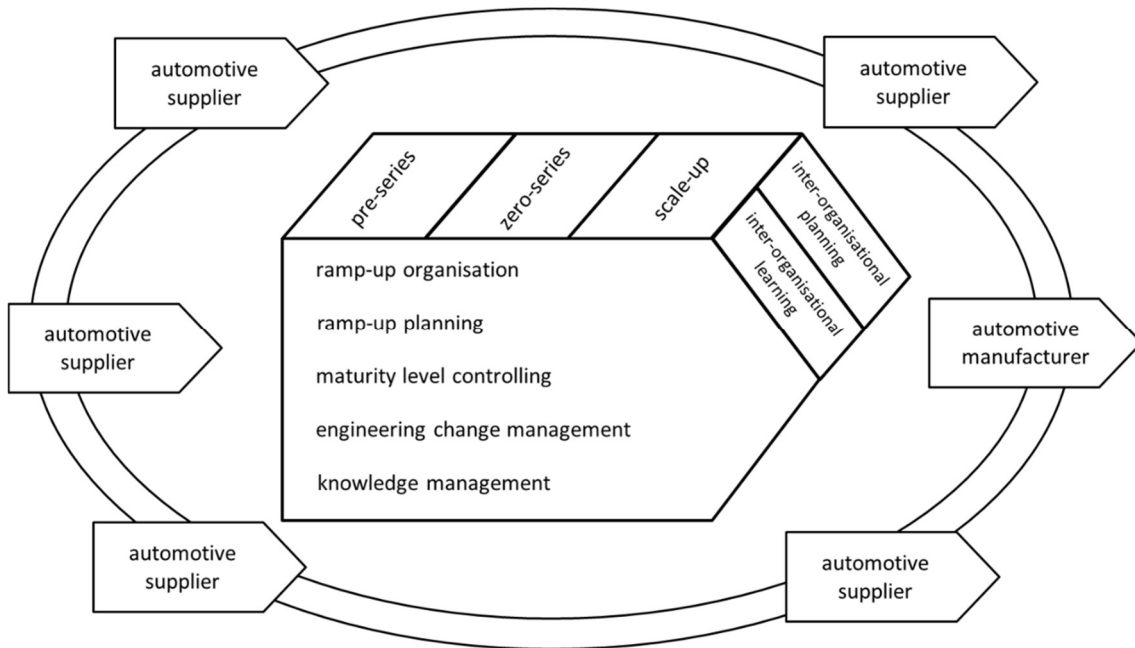 automotive
supplier
automotive
supplier
pre-series
zero-series
scale-up
inter-organisational
planning
inter-organisational
learning
ramp-up organisation
ramp-up planning
maturity level controlling
engineering change management
knowledge management
automotive
supplier
automotive
manufacturer
automotive
supplier
automotive
supplier